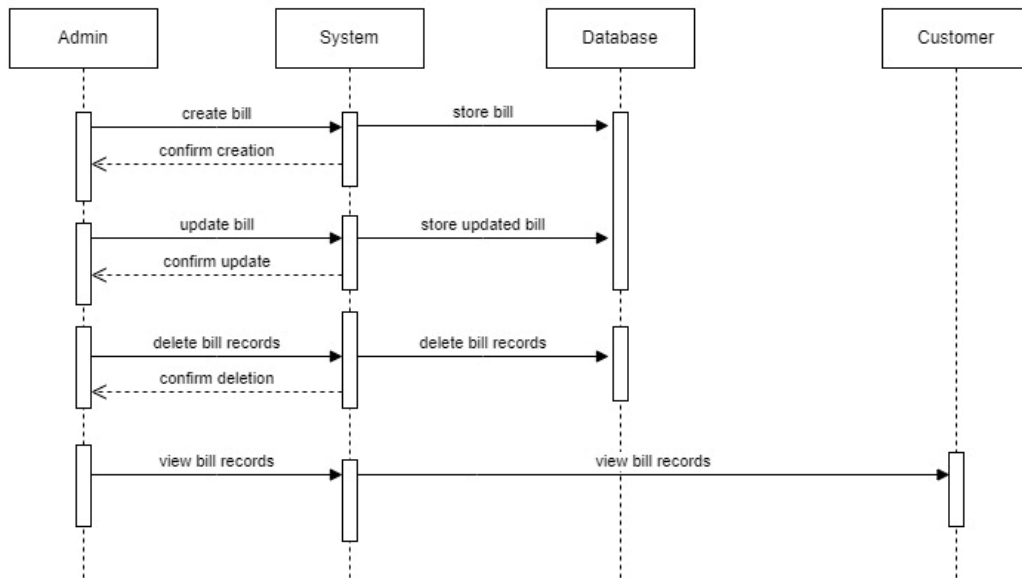 Admin
System
Database
Customer
create bill
store bill
confirm creation
update bill
store updated bill
confirm update
delete bill records
delete bill records
confirm deletion
view bill records
view bill records